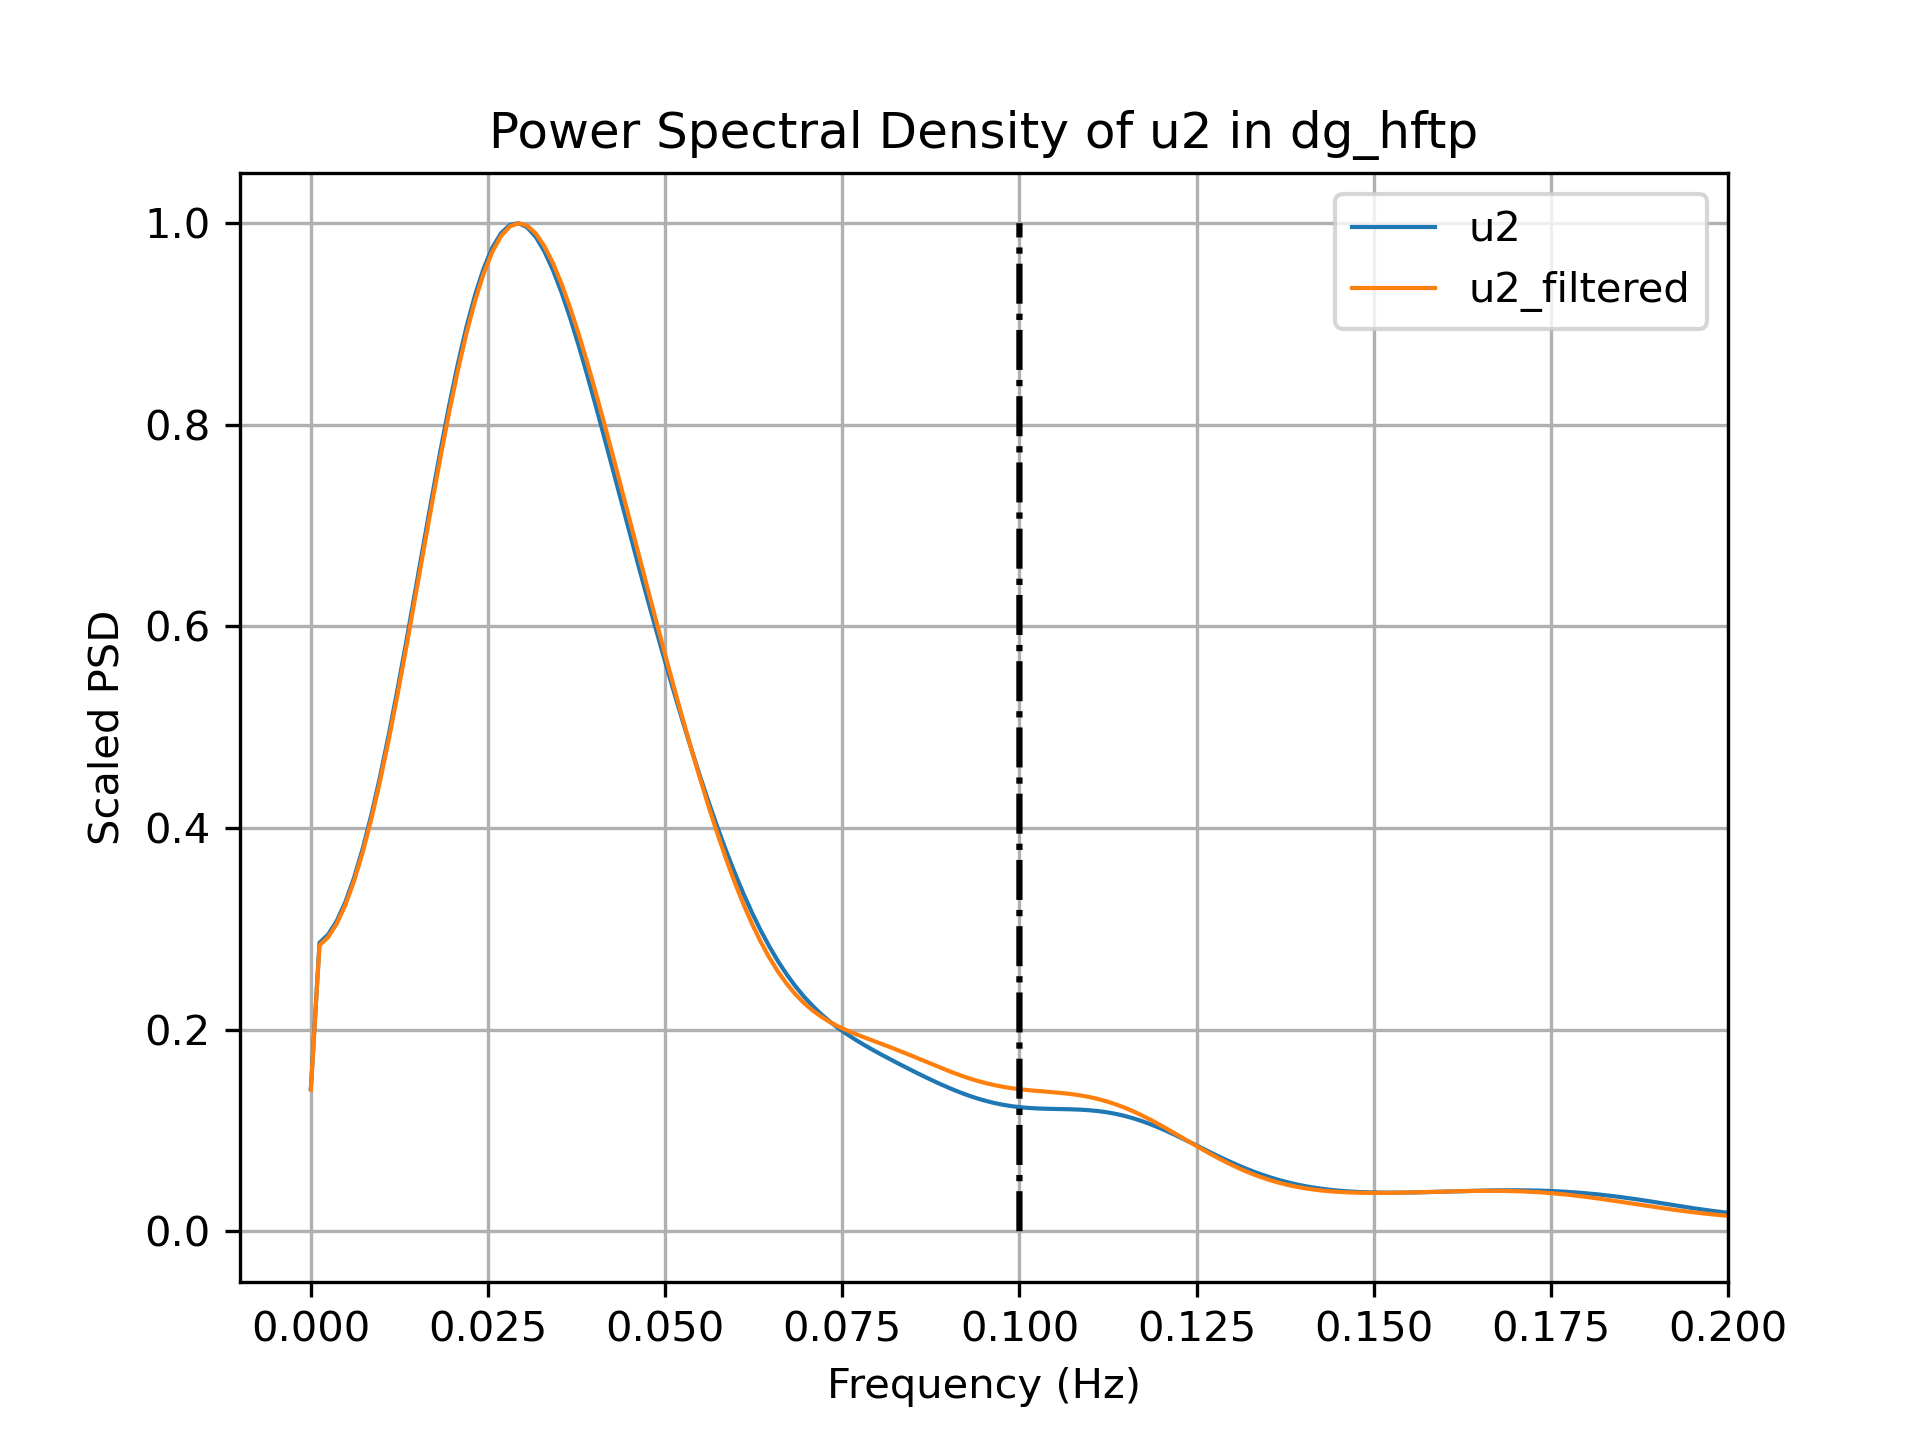 Power Spectral Density of u2 in dg_hftp
u2
u2_filtered
1.0
0.8
0.6
0.4
0.2
0.0
Scaled PSD
0.000 0.025 0.050 0.075 0.100 0.125 0.150 0.175 0.200
Frequency (Hz)